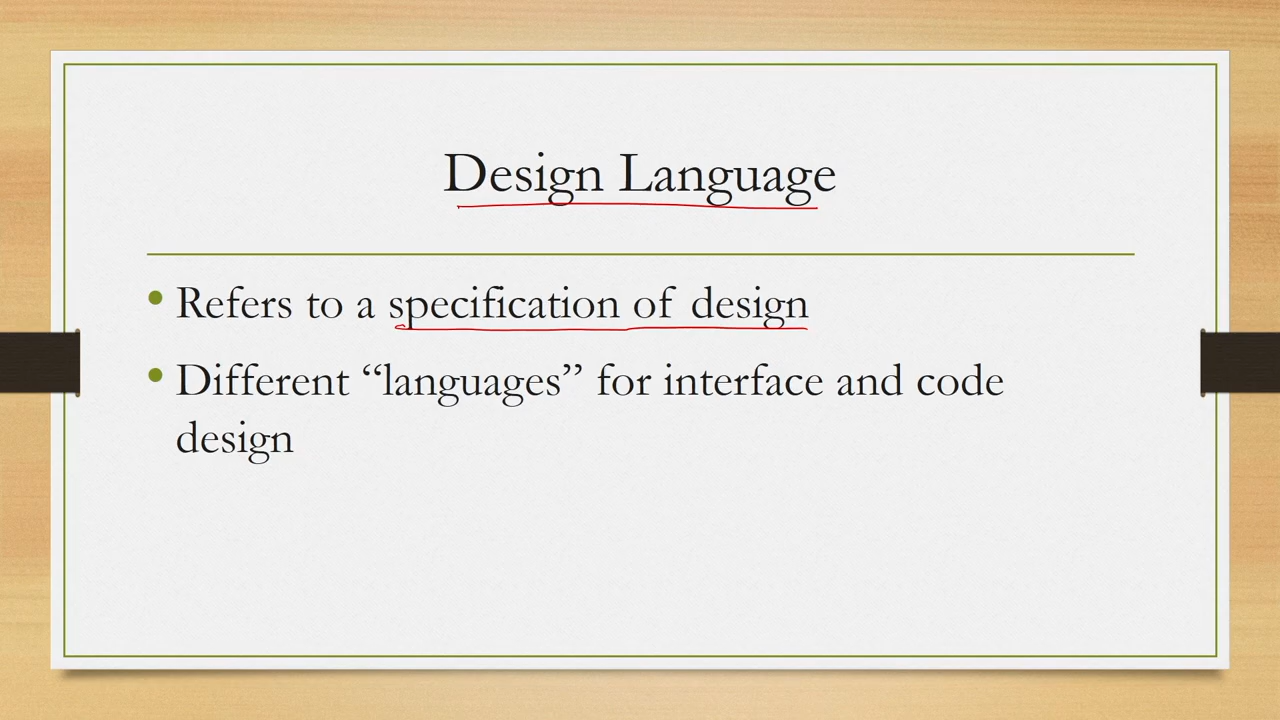 Design Language
• Refers to a specification of design
• Different “languages” for interface and code
design